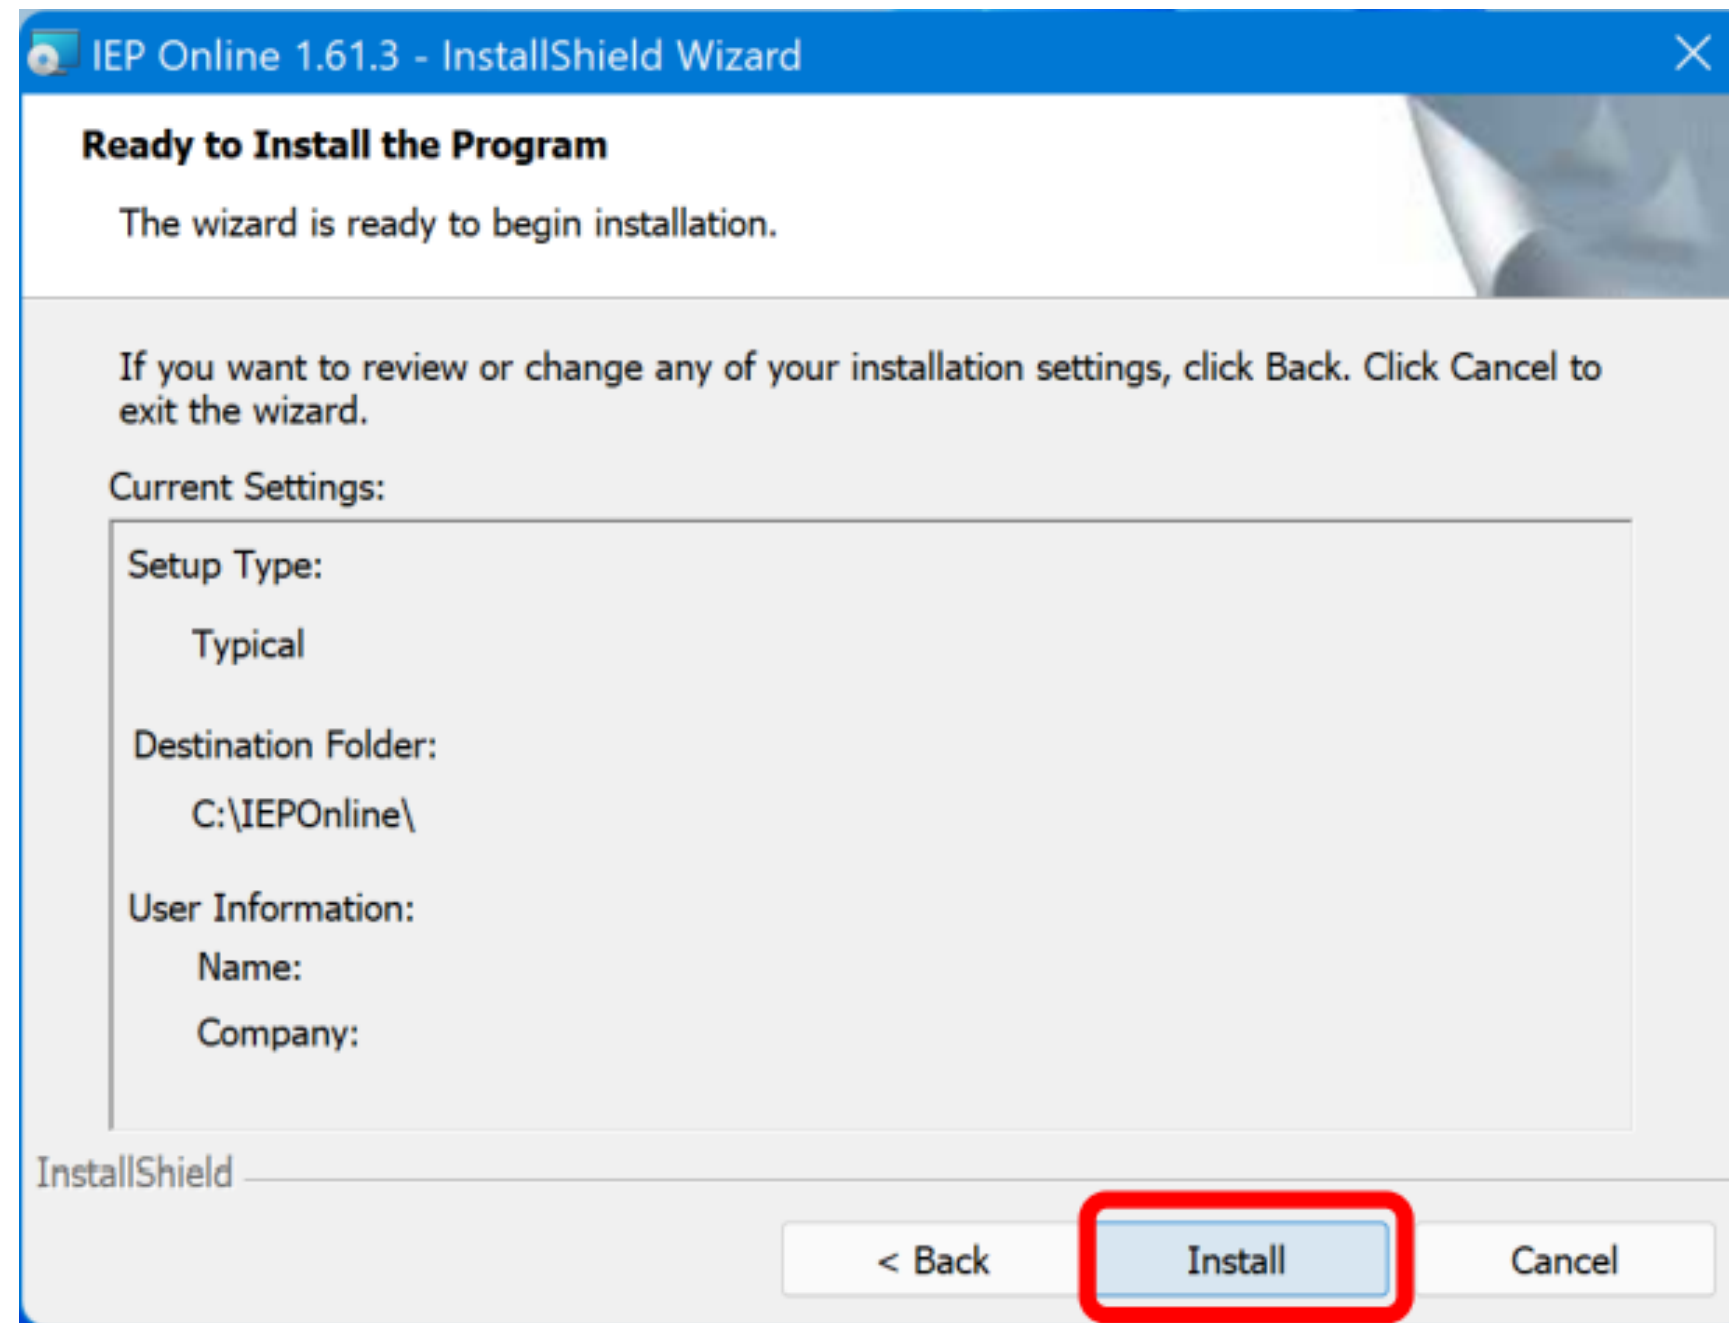 IEP Online 1.61.3 - InstallShield Wizard
Ready to Install the Program
The wizard is ready to begin installation.
If you want to review or change any of your installation settings, click Back. Click Cancel to
exit the wizard.
Current Settings:
Setup Type:
Typical
Destination Folder:
C:\IEPOnline\
User Information:
Name:
Company:
InstallShield
< Back
Install
Cancel